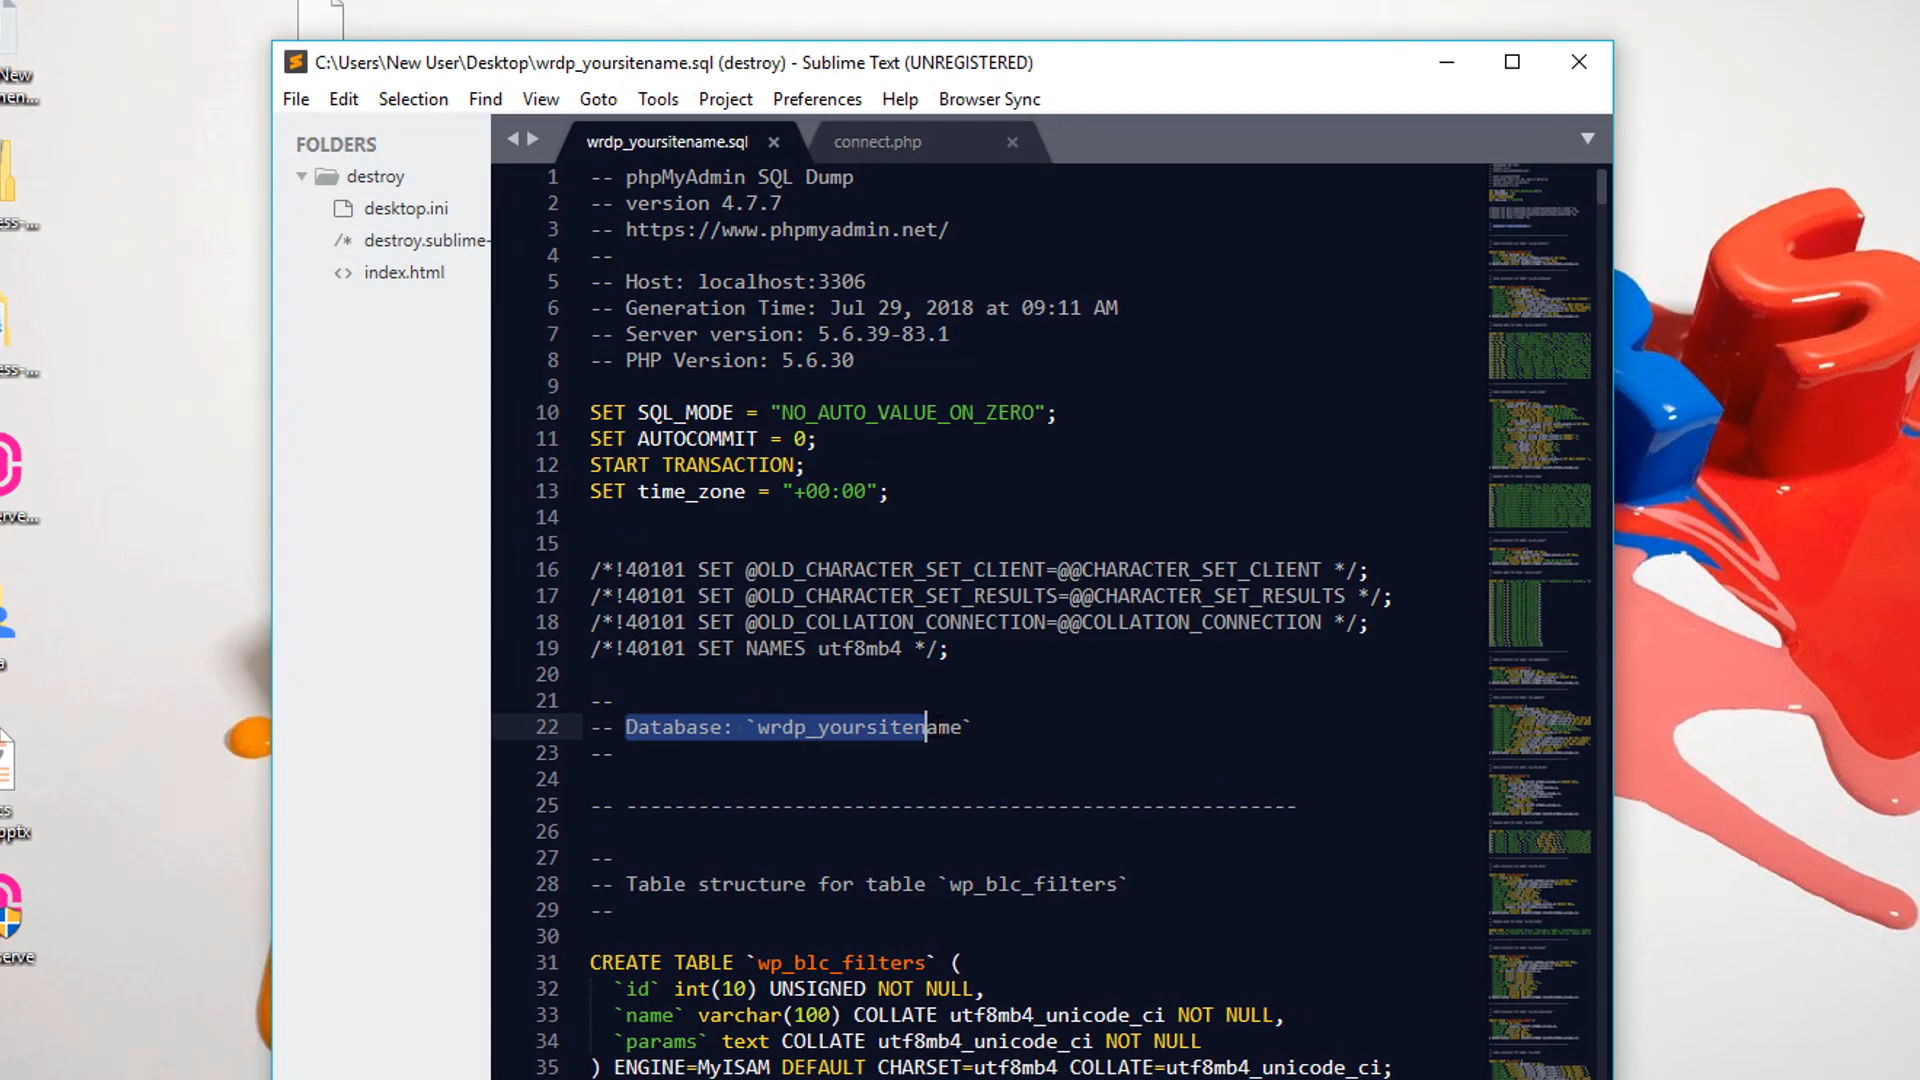 C:\Users\New User\Desktop\wrdp_yoursitename.sql (destroy) - Sublime Text (UNREGISTERED)
File Edit Selection Find View Goto Tools Project Preferences Help Browser Sync
FOLDERS
destroy
desktop.ini
/* destroy.sublime-
<> index.html
wrdp_yoursitename.sql
connect.php
1 -- phpMyAdmin SQL Dump
2 -- version 4.7.7
3 -- https://www.phpmyadmin.net/
4 --
5 -- Host: localhost:3306
6 -- Generation Time: Jul 29, 2018 at 09:11 AM
7 -- Server version: 5.6.39-83.1
8 -- PHP Version: 5.6.30
9
10 SET SQL_MODE = "NO_AUTO_VALUE_ON_ZERO";
11 SET AUTOCOMMIT = 0;
12 START TRANSACTION;
13 SET time_zone = "+00:00";
14
15
16 /*!40101 SET @OLD_CHARACTER_SET_CLIENT=@@CHARACTER_SET_CLIENT */;
17 /*!40101 SET @OLD_CHARACTER_SET_RESULTS=@@CHARACTER_SET_RESULTS */;
18 /*!40101 SET @OLD_COLLATION_CONNECTION=@@COLLATION_CONNECTION */;
19 /*!40101 SET NAMES utf8mb4 */;
20
21 --
22 -- Database: `wrdp_yoursitename`
23 --
24
25 -- --------------------------------------------------------
26
27 --
28 -- Table structure for table `wp_blc_filters`
29 --
30
31 CREATE TABLE `wp_blc_filters` (
32 `id` int(10) UNSIGNED NOT NULL,
33 `name` varchar(100) COLLATE utf8mb4_unicode_ci NOT NULL,
34 `params` text COLLATE utf8mb4_unicode_ci NOT NULL
35 ) ENGINE=MyISAM DEFAULT CHARSET=utf8mb4 COLLATE=utf8mb4_unicode_ci;
New
en...
ess-...
ess-...
erve...
a
cs
pptx
serve